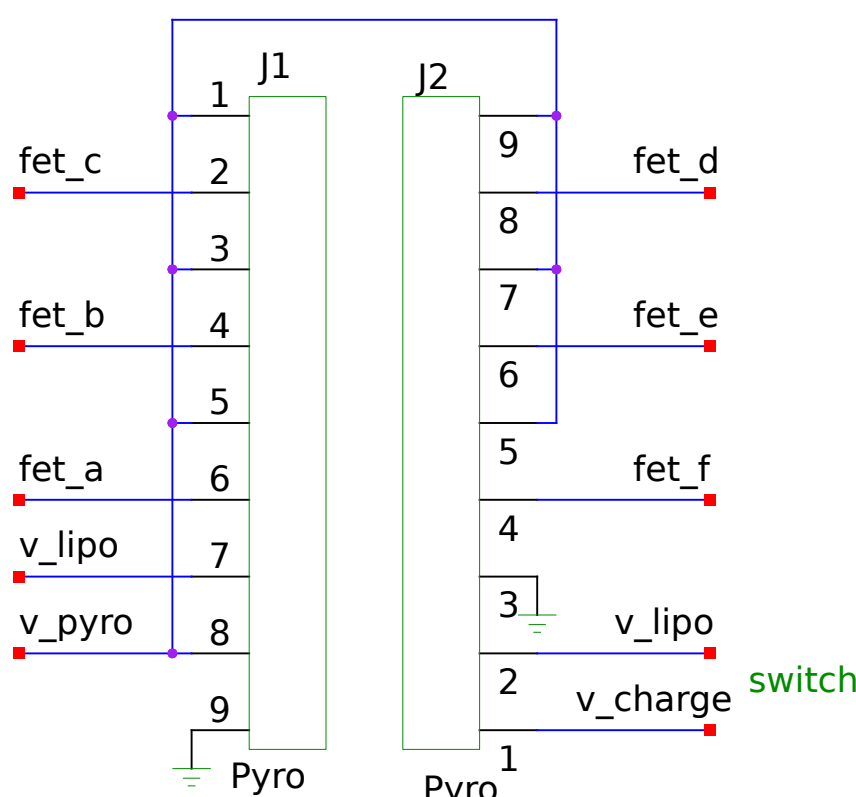 J1
J2
1
9
fet_c
2
fet_d
8
3
7
fet_b
4
fet_e
6
5
5
fet_a
6
fet_f
4
v_lipo
7
3
v_pyro
8
v_lipo
2
switch
9
v_charge
1
Pyro
Pyro